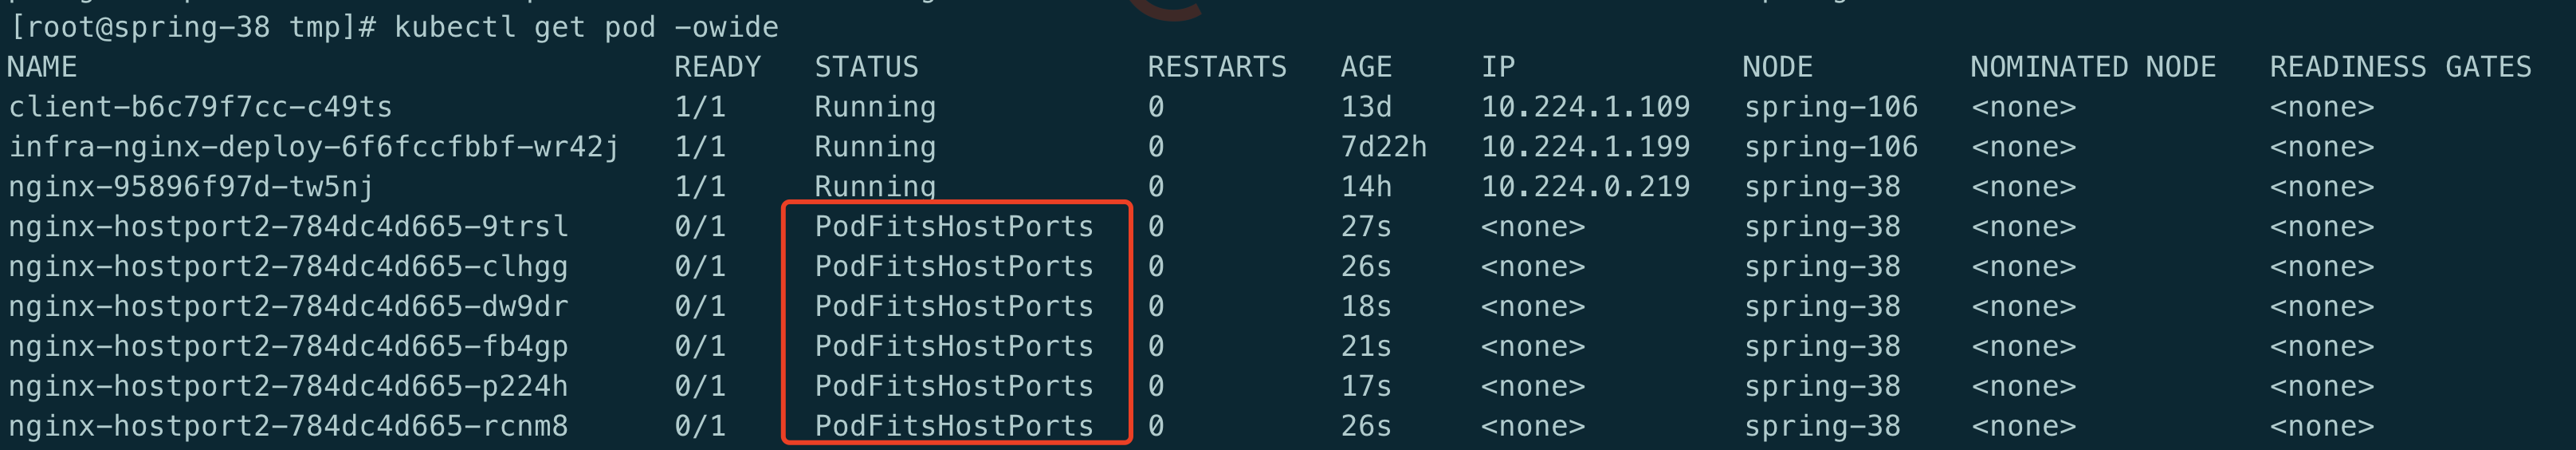 [root@spring-38 tmp]# kubectl get pod -owide
NAME READY STATUS RESTARTS AGE IP NODE NOMINATED NODE READINESS GATES
client-b6c79f7cc-c49ts 1/1 Running 0 13d 10.224.1.109 spring-106 <none> <none>
infra-nginx-deploy-6f6fccfbbf-wr42j 1/1 Running 0 7d22h 10.224.1.199 spring-106 <none> <none>
nginx-95896f97d-tw5nj 1/1 Running 0 14h 10.224.0.219 spring-38 <none> <none>
nginx-hostport2-784dc4d665-9trsl 0/1 PodFitsHostPorts 0 27s <none> spring-38 <none> <none>
nginx-hostport2-784dc4d665-clhgg 0/1 PodFitsHostPorts 0 26s <none> spring-38 <none> <none>
nginx-hostport2-784dc4d665-dw9dr 0/1 PodFitsHostPorts 0 18s <none> spring-38 <none> <none>
nginx-hostport2-784dc4d665-fb4gp 0/1 PodFitsHostPorts 0 21s <none> spring-38 <none> <none>
nginx-hostport2-784dc4d665-p224h 0/1 PodFitsHostPorts 0 17s <none> spring-38 <none> <none>
nginx-hostport2-784dc4d665-rcnm8 0/1 PodFitsHostPorts 0 26s <none> spring-38 <none> <none>